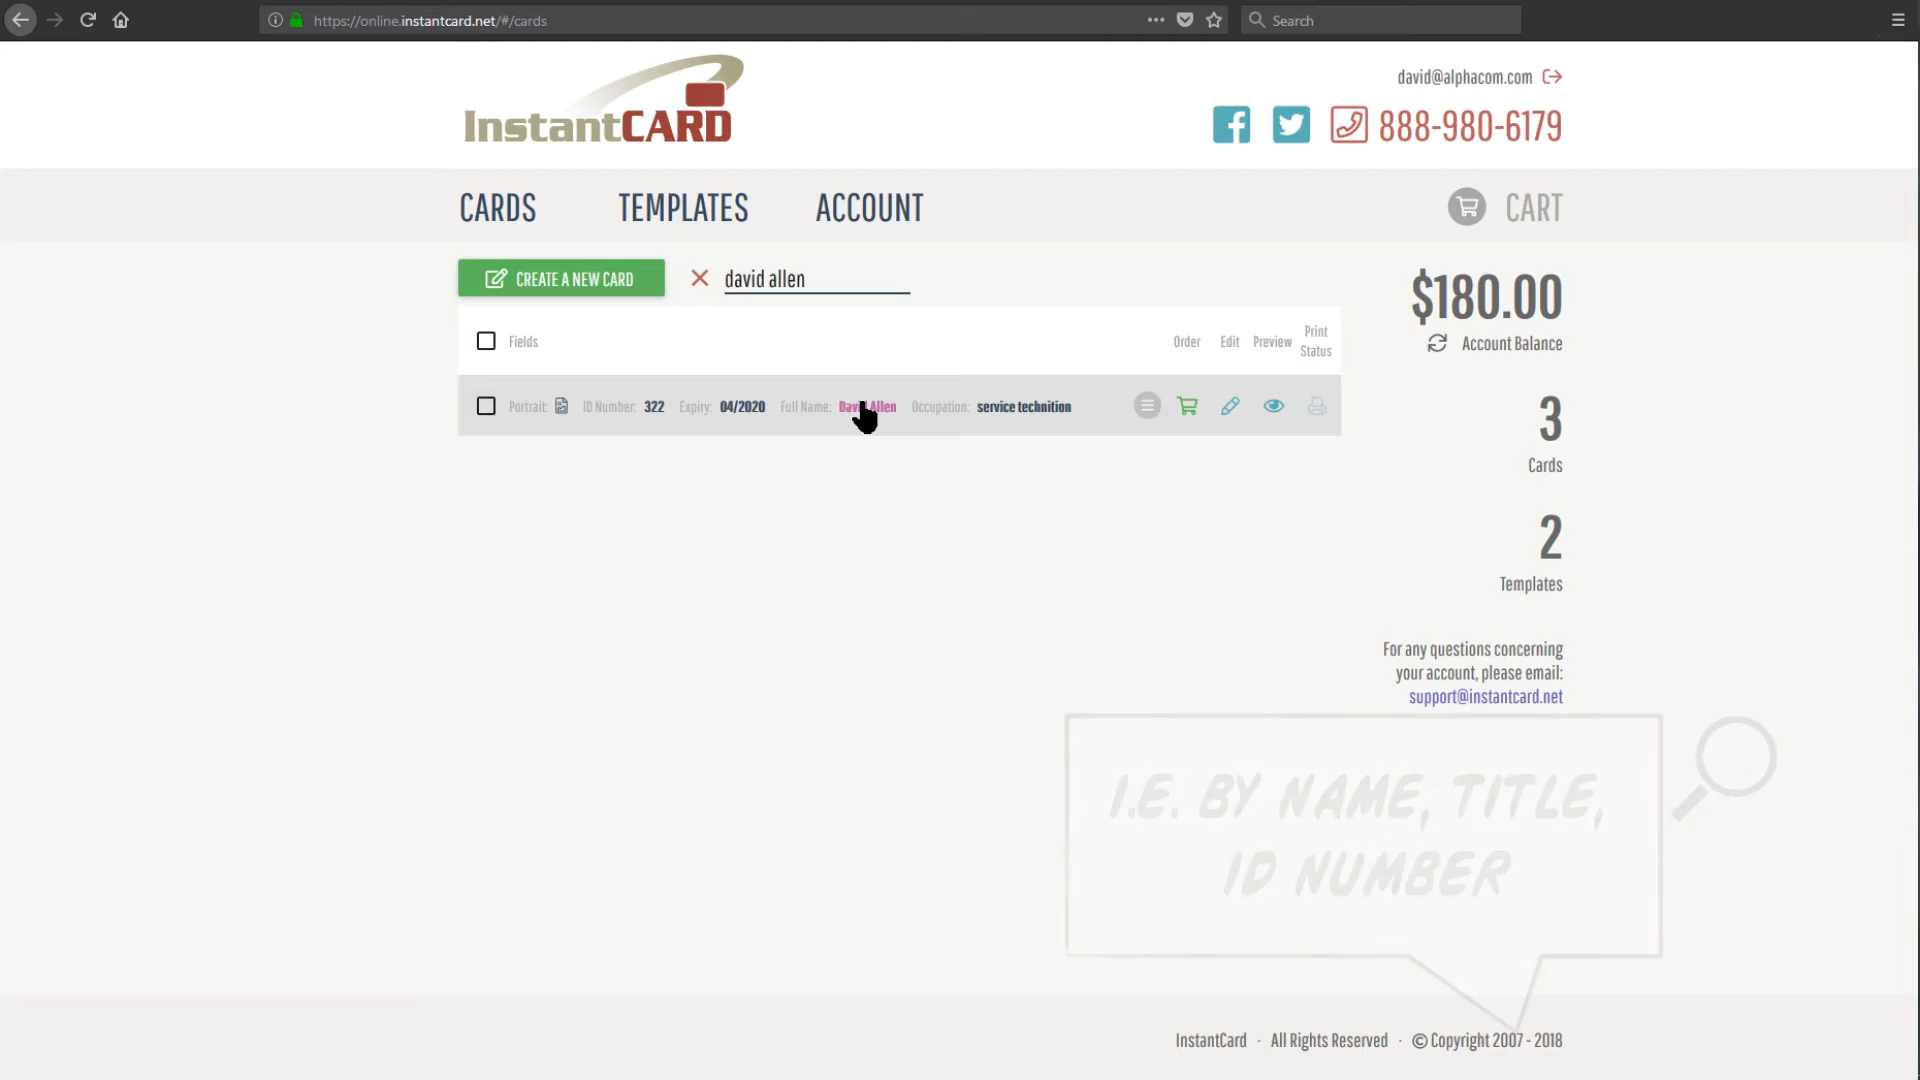 https://online.instantcard.net/#/cards
Search
InstantCARD
david@alphacom.com
888-980-6179
CARDS
TEMPLATES
ACCOUNT
CART
CREATE A NEW CARD
david allen
$180.00
Account Balance
Fields
Order
Edit
Preview
Print
Status
Portrait: ID Number: 322 Expiry: 04/2020 Full Name: David Allen Occupation: service technition
3
Cards
2
Templates
For any questions concerning
your account, please email:
support@instantcard.net
I.E. BY NAME, TITLE,
ID NUMBER
InstantCard · All Rights Reserved · © Copyright 2007 - 2018